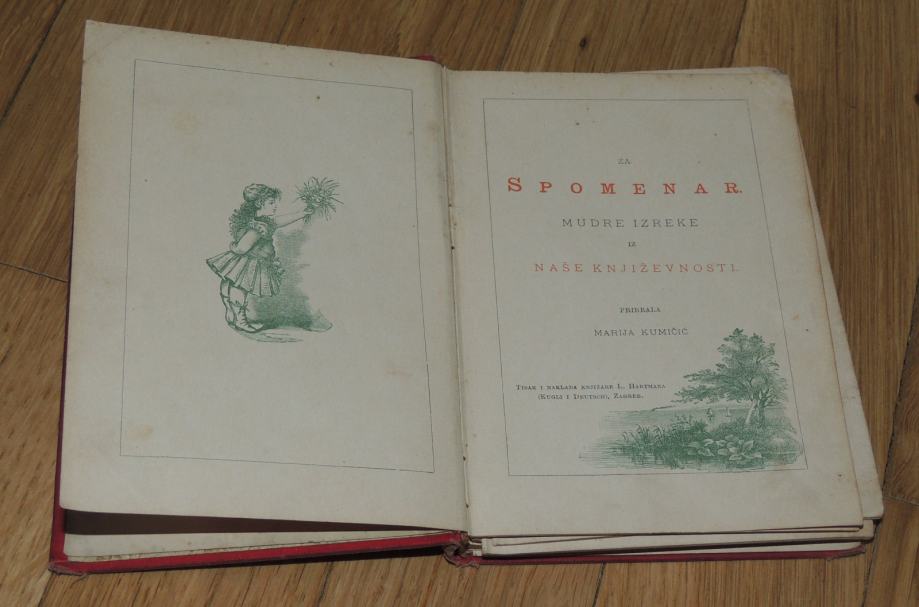 ZA
SPOMENAR.
MUDRE IZREKE
IZ
NAŠE KNJIŽEVNOSTI.
PRIBRALA
MARIJA KUMIČIĆ
TISAK I NAKLADA KNJIŽARE L. HARTMANA
(KUGLI I DEUTSCH), ZAGREB.